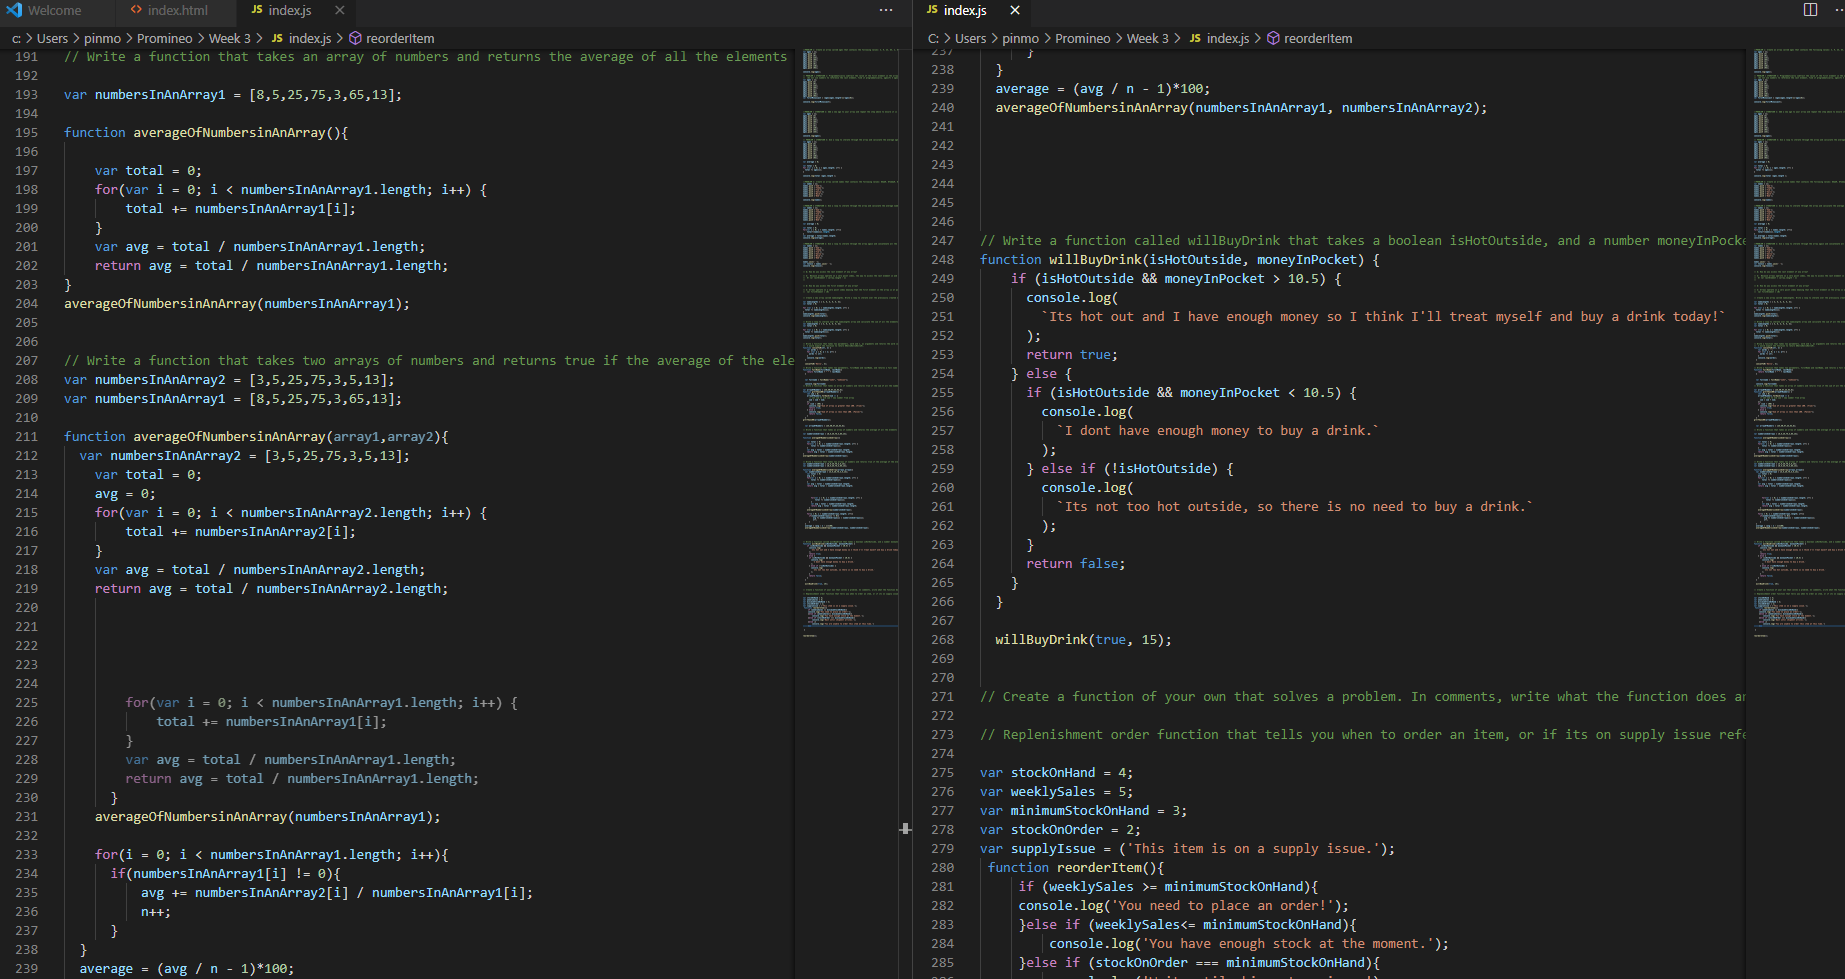 Welcome
index.html
JS index.js
c: > Users > pinmo > Promineo > Week 3 > JS index.js > reorderItem
191 // Write a function that takes an array of numbers and returns the average of all the elements
192
193 var numbersInAnArray1 = [8,5,25,75,3,65,13];
194
195 function averageOfNumbersinAnArray(){
196
197 var total = 0;
198 for(var i = 0; i < numbersInAnArray1.length; i++) {
199 total += numbersInAnArray1[i];
200 }
201 var avg = total / numbersInAnArray1.length;
202 return avg = total / numbersInAnArray1.length;
203 }
204 averageOfNumbersinAnArray(numbersInAnArray1);
205
206
207 // Write a function that takes two arrays of numbers and returns true if the average of the ele
208 var numbersInAnArray2 = [3,5,25,75,3,5,13];
209 var numbersInAnArray1 = [8,5,25,75,3,65,13];
210
211 function averageOfNumbersinAnArray(array1,array2){
212 var numbersInAnArray2 = [3,5,25,75,3,5,13];
213 var total = 0;
214 avg = 0;
215 for(var i = 0; i < numbersInAnArray2.length; i++) {
216 total += numbersInAnArray2[i];
217 }
218 var avg = total / numbersInAnArray2.length;
219 return avg = total / numbersInAnArray2.length;
220
221
222
223
224
225 for(var i = 0; i < numbersInAnArray1.length; i++) {
226 total += numbersInAnArray1[i];
227 }
228 var avg = total / numbersInAnArray1.length;
229 return avg = total / numbersInAnArray1.length;
230 }
231 averageOfNumbersinAnArray(numbersInAnArray1);
232
233 for(i = 0; i < numbersInAnArray1.length; i++){
234 if(numbersInAnArray1[i] != 0){
235 avg += numbersInAnArray2[i] / numbersInAnArray1[i];
236 n++;
237 }
238 }
239 average = (avg / n - 1)*100;
JS index.js
C: > Users > pinmo > Promineo > Week 3 > JS index.js > reorderItem
237 }
238 }
239 average = (avg / n - 1)*100;
240 averageOfNumbersinAnArray(numbersInAnArray1, numbersInAnArray2);
241
242
243
244
245
246
247 // Write a function called willBuyDrink that takes a boolean isHotOutside, and a number moneyInPocke
248 function willBuyDrink(isHotOutside, moneyInPocket) {
249 if (isHotOutside && moneyInPocket > 10.5) {
250 console.log(
251 `Its hot out and I have enough money so I think I'll treat myself and buy a drink today!`
252 );
253 return true;
254 } else {
255 if (isHotOutside && moneyInPocket < 10.5) {
256 console.log(
257 `I dont have enough money to buy a drink.`
258 );
259 } else if (!isHotOutside) {
260 console.log(
261 `Its not too hot outside, so there is no need to buy a drink.`
262 );
263 }
264 return false;
265 }
266 }
267
268 willBuyDrink(true, 15);
269
270
271 // Create a function of your own that solves a problem. In comments, write what the function does an
272
273 // Replenishment order function that tells you when to order an item, or if its on supply issue refe
274
275 var stockOnHand = 4;
276 var weeklySales = 5;
277 var minimumStockOnHand = 3;
278 var stockOnOrder = 2;
279 var supplyIssue = ('This item is on a supply issue.');
280 function reorderItem(){
281 if (weeklySales >= minimumStockOnHand){
282 console.log('You need to place an order!');
283 }else if (weeklySales<= minimumStockOnHand){
284 console.log('You have enough stock at the moment.');
285 }else if (stockOnOrder === minimumStockOnHand){